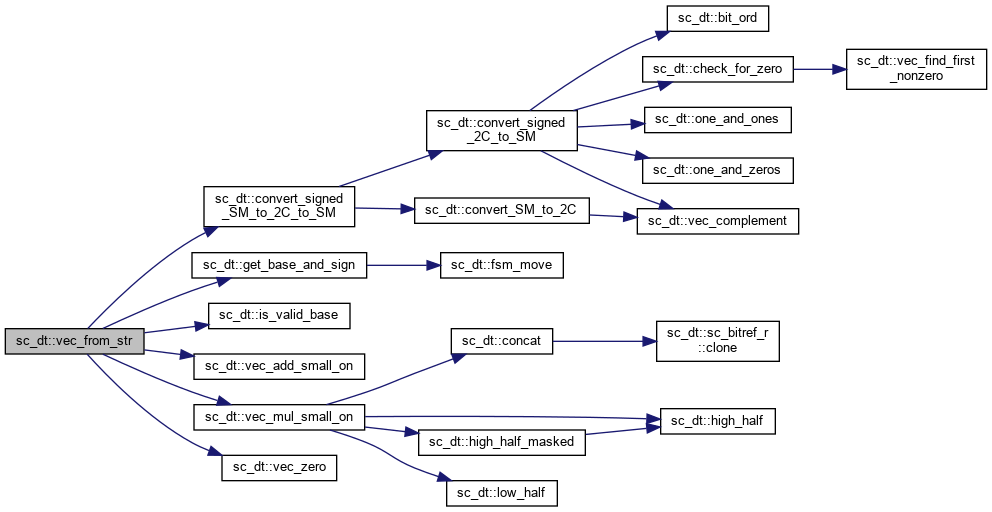 sc_dt::bit_ord
sc_dt::check_for_zero
sc_dt::vec_find_first
_nonzero
sc_dt::convert_signed
_2C_to_SM
sc_dt::one_and_ones
sc_dt::one_and_zeros
sc_dt::convert_signed
_SM_to_2C_to_SM
sc_dt::convert_SM_to_2C
sc_dt::vec_complement
sc_dt::get_base_and_sign
sc_dt::fsm_move
sc_dt::is_valid_base
sc_dt::vec_from_str
sc_dt::concat
sc_dt::sc_bitref_r
::clone
sc_dt::vec_add_small_on
sc_dt::vec_mul_small_on
sc_dt::high_half
sc_dt::high_half_masked
sc_dt::vec_zero
sc_dt::low_half